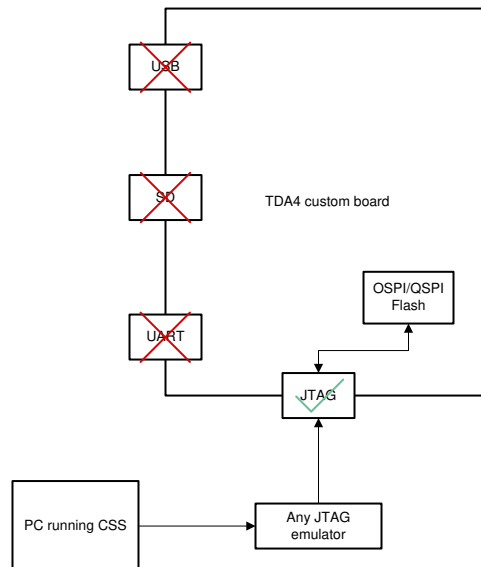 USB
SD
TDA4 custom board
OSPI/QSPI
Flash
UART
JTAG
PC running CSS
Any JTAG
emulator